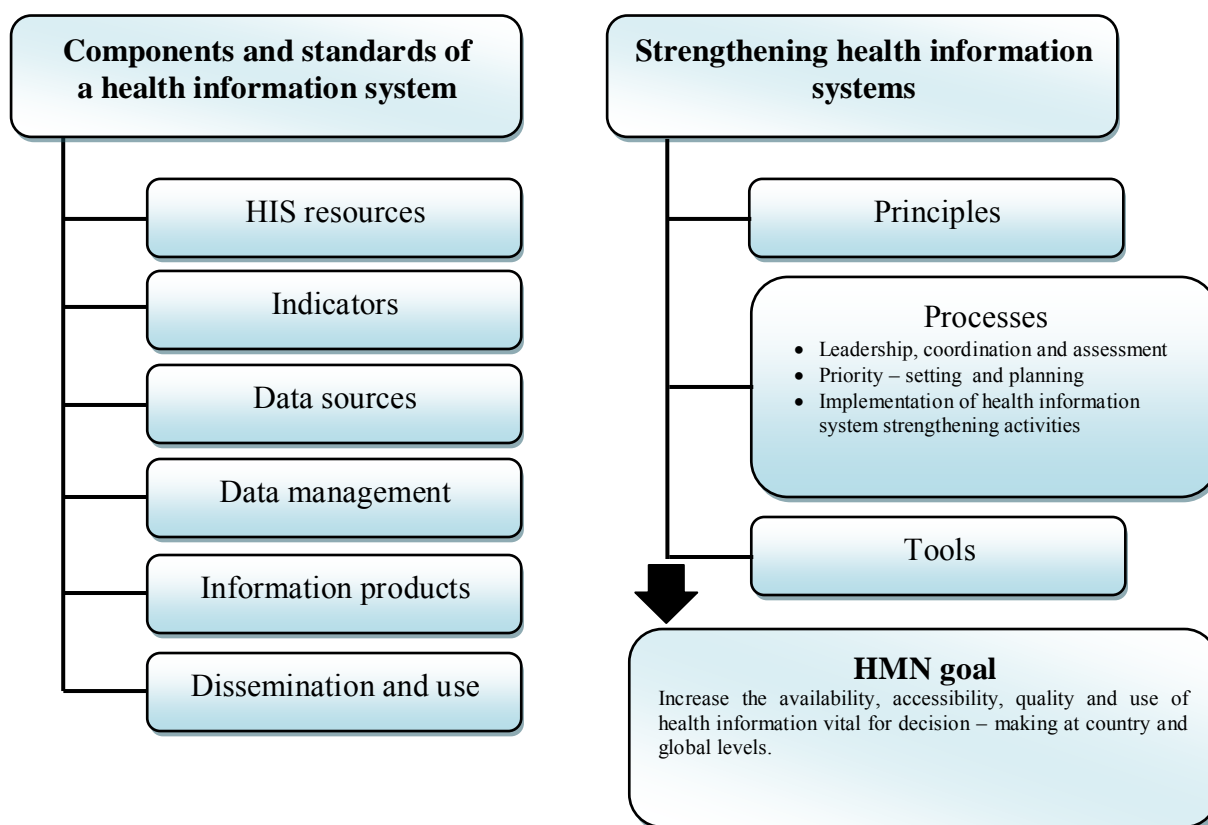 Components and standards of
a health information system
HIS resources
Indicators
Data sources
Data management
Information products
Dissemination and use
Strengthening health information
systems
Principles
Processes
• Leadership, coordination and assessment
• Priority – setting and planning
• Implementation of health information
system strengthening activities
Tools
HMN goal
Increase the availability, accessibility, quality and use of
health information vital for decision – making at country and
global levels.